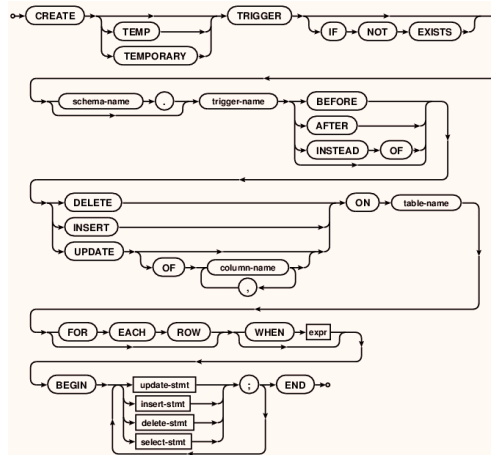 CREATE TRIGGER
TEMP IF NOT EXISTS
TEMPORARY
schema-name . trigger-name BEFORE
AFTER
INSTEAD OF
DELETE ON table-name
INSERT
UPDATE
OF column-name
,
FOR EACH ROW WHEN expr
BEGIN update-stmt ; END
insert-stmt
delete-stmt
select-stmt